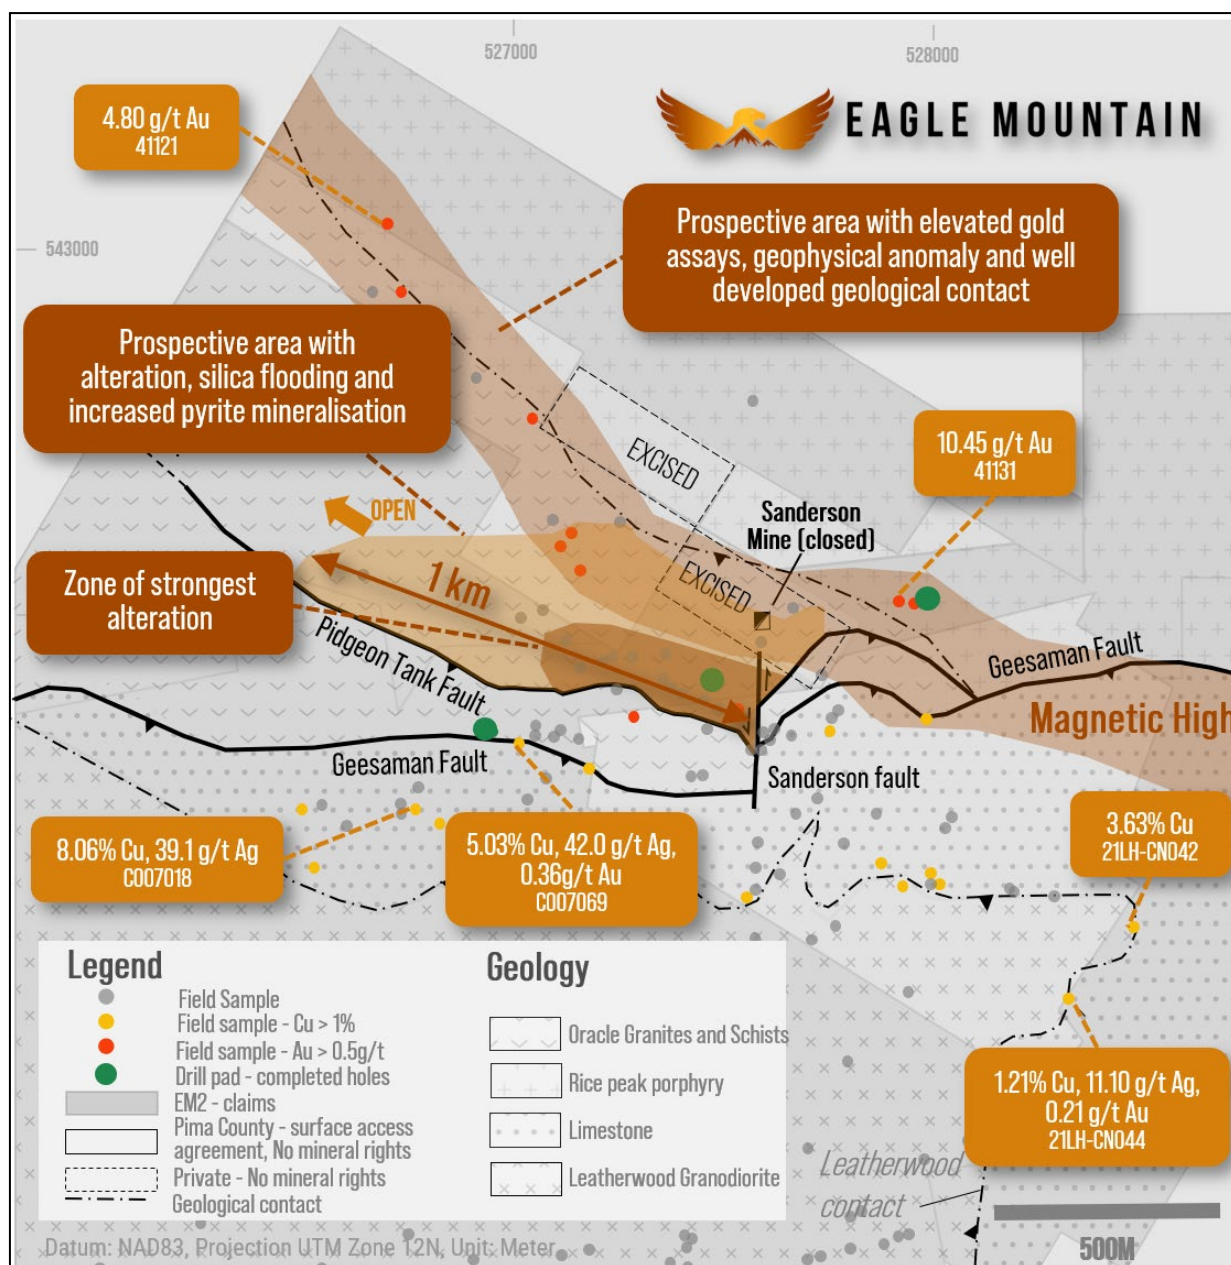 527000
528000
EAGLE MOUNTAIN
4.80 g/t Au
41121
543000
Prospective area with elevated gold
assays, geophysical anomaly and well
developed geological contact
Prospective area with
alteration, silica flooding and
increased pyrite mineralisation
10.45 g/t Au
41131
EXCISED
OPEN
Sanderson
Mine (closed)
Zone of strongest
alteration
1 km
EXCISED
Pidgeon Tank Fault
Geesaman Fault
Magnetic High
Geesaman Fault
Sanderson fault
8.06% Cu, 39.1 g/t Ag
C007018
5.03% Cu, 42.0 g/t Ag,
0.36g/t Au
C007069
3.63% Cu
21LH-CN042
Legend
Field Sample
Field sample - Cu > 1%
Field sample - Au > 0.5g/t
Drill pad - completed holes
EM2 - claims
Pima County - surface access
agreement, No mineral rights
Private - No mineral rights
Geological contact
Geology
Oracle Granites and Schists
Rice peak porphyry
Limestone
Leatherwood Granodiorite
1.21% Cu, 11.10 g/t Ag,
0.21 g/t Au
21LH-CN044
Leatherwood
contact
Datum: NAD83, Projection UTM Zone 12N, Unit: Meter
500M